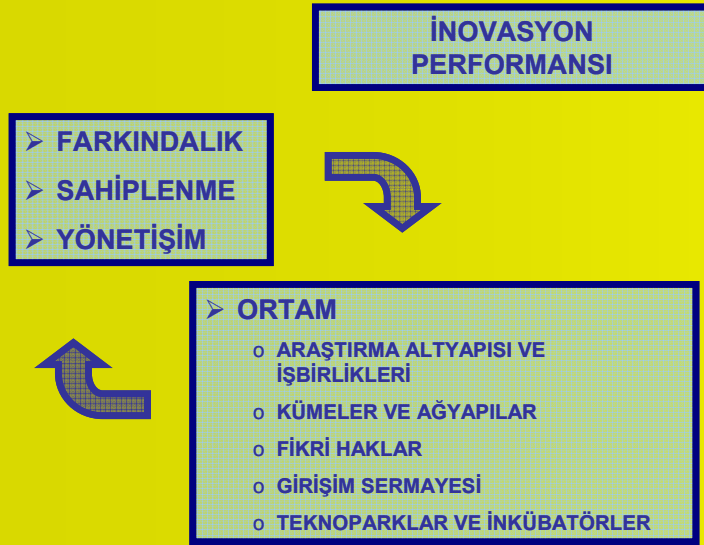 İNOVASYON
PERFORMANSI
➢ FARKINDALIK
➢ SAHİPLENME
➢ YÖNETİŞİM
➢ ORTAM
o ARAŞTIRMA ALTYAPISI VE
İŞBİRLİKLERİ
o KÜMELER VE AĞYAPILAR
o FİKRİ HAKLAR
o GİRİŞİM SERMAYESİ
o TEKNOPARKLAR VE İNKÜBATÖRLER